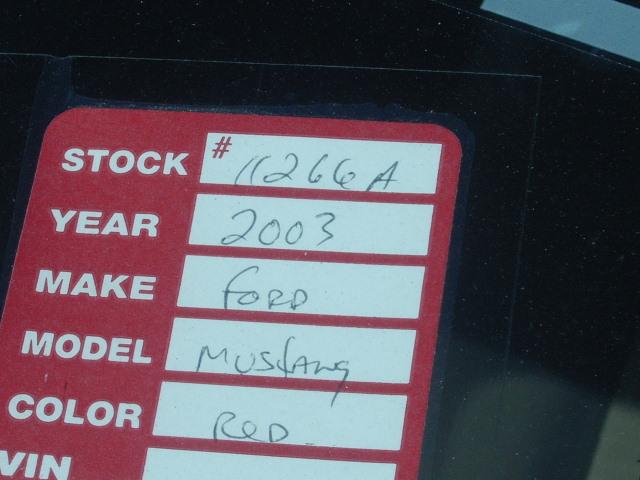 STOCK # 11266A
YEAR 2003
MAKE FORD
MODEL Mustang
COLOR RED
VIN